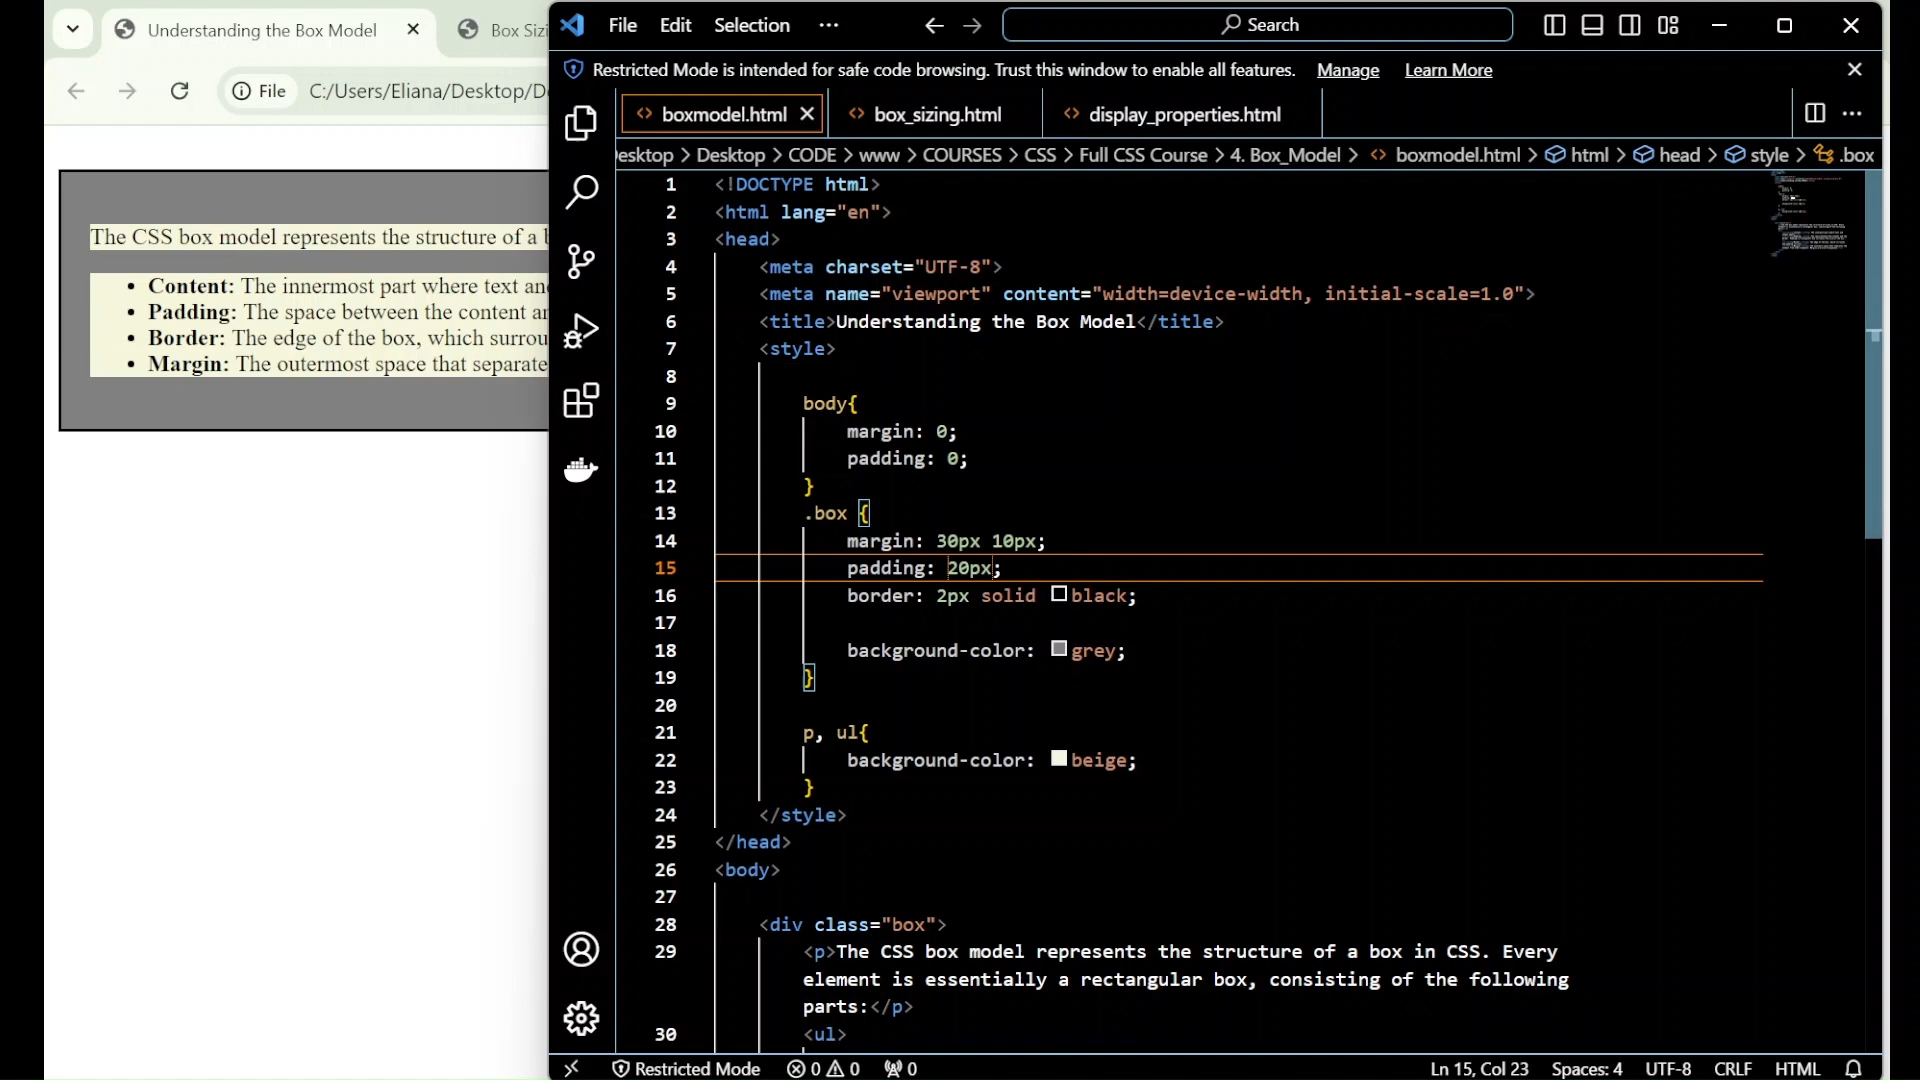 Understanding the Box Model
Box Sizi
File
C:/Users/Eliana/Desktop/D
The CSS box model represents the structure of a b
Content: The innermost part where text an
Padding: The space between the content an
Border: The edge of the box, which surrou
Margin: The outermost space that separate
File Edit Selection ···
Search
Restricted Mode is intended for safe code browsing. Trust this window to enable all features. Manage Learn More
boxmodel.html
box_sizing.html
display_properties.html
esktop > Desktop > CODE > www > COURSES > CSS > Full CSS Course > 4. Box_Model > boxmodel.html > html > head > style > .box
1 <!DOCTYPE html>
2 <html lang="en">
3 <head>
4 <meta charset="UTF-8">
5 <meta name="viewport" content="width=device-width, initial-scale=1.0">
6 <title>Understanding the Box Model</title>
7 <style>
8
9 body{
10 margin: 0;
11 padding: 0;
12 }
13 .box {
14 margin: 30px 10px;
15 padding: 20px;
16 border: 2px solid black;
17
18 background-color: grey;
19 }
20
21 p, ul{
22 background-color: beige;
23 }
24 </style>
25 </head>
26 <body>
27
28 <div class="box">
29 <p>The CSS box model represents the structure of a box in CSS. Every
element is essentially a rectangular box, consisting of the following
parts:</p>
30 <ul>
Restricted Mode 0 0 0 Ln 15, Col 23 Spaces: 4 UTF-8 CRLF HTML